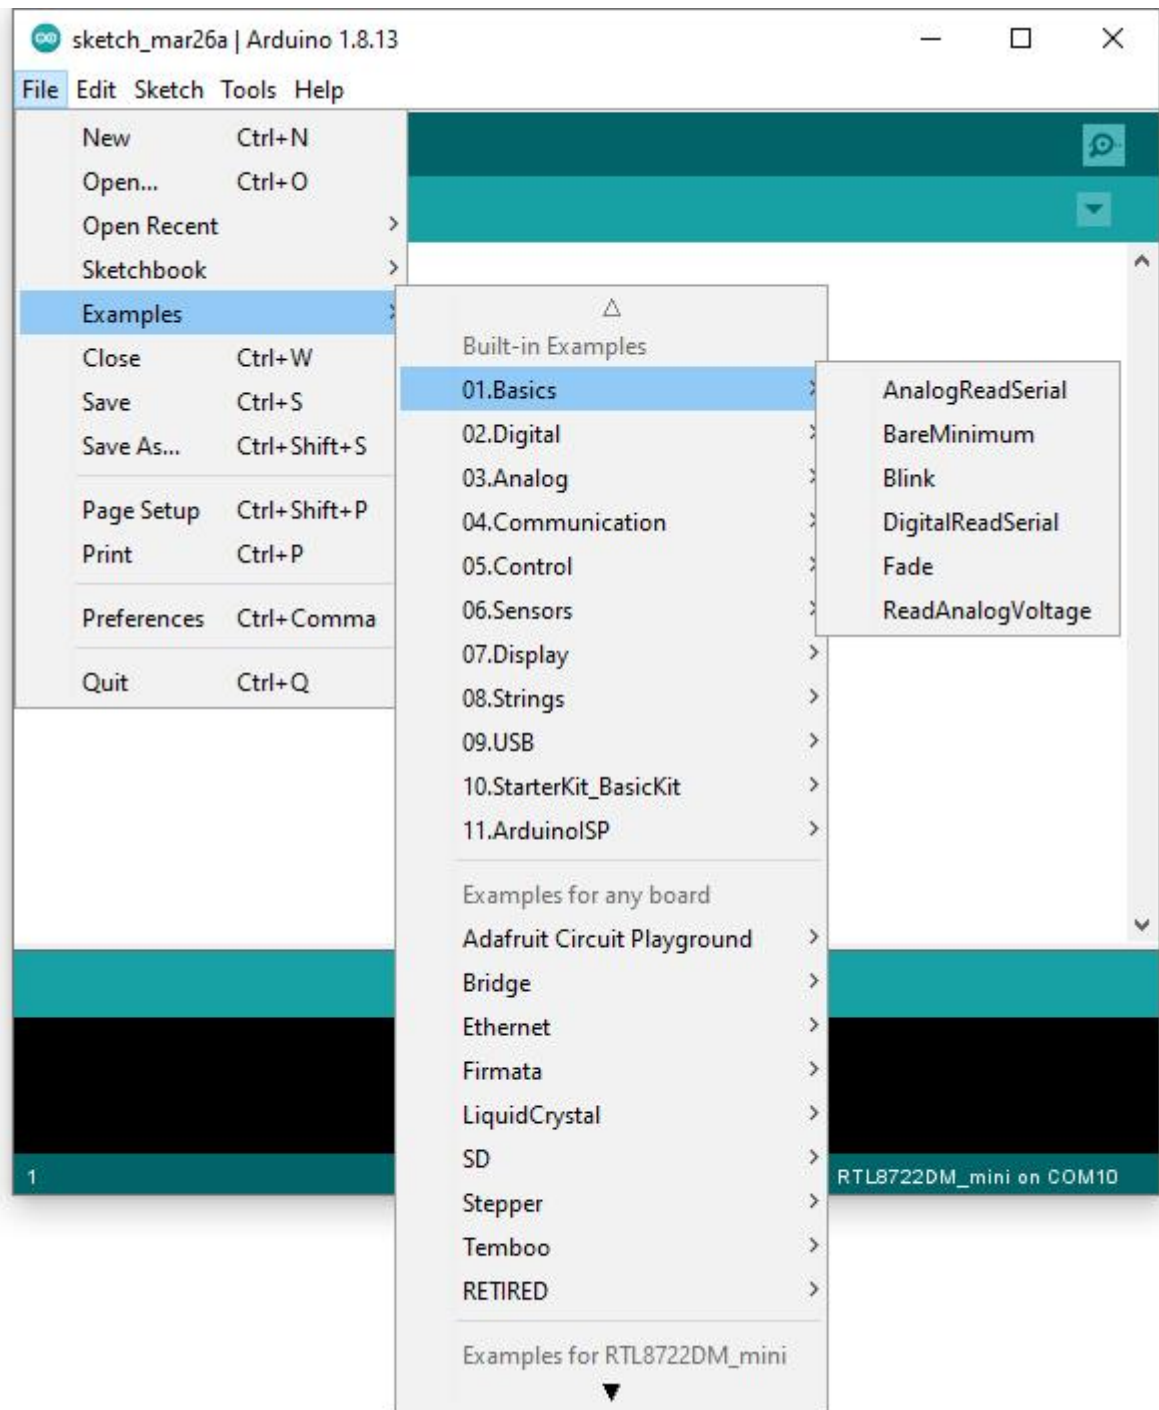 sketch_mar26a | Arduino 1.8.13
File Edit Sketch Tools Help
New Ctrl+N
Open... Ctrl+O
Open Recent
Sketchbook
Examples
Close Ctrl+W
Save Ctrl+S
Save As... Ctrl+Shift+S
Page Setup Ctrl+Shift+P
Print Ctrl+P
Preferences Ctrl+Comma
Quit Ctrl+Q
Built-in Examples
01.Basics
02.Digital
03.Analog
04.Communication
05.Control
06.Sensors
07.Display
08.Strings
09.USB
10.StarterKit_BasicKit
11.ArduinoISP
Examples for any board
Adafruit Circuit Playground
Bridge
Ethernet
Firmata
LiquidCrystal
SD
Stepper
Temboo
RETIRED
Examples for RTL8722DM_mini
AnalogReadSerial
BareMinimum
Blink
DigitalReadSerial
Fade
ReadAnalogVoltage
1
RTL8722DM_mini on COM10